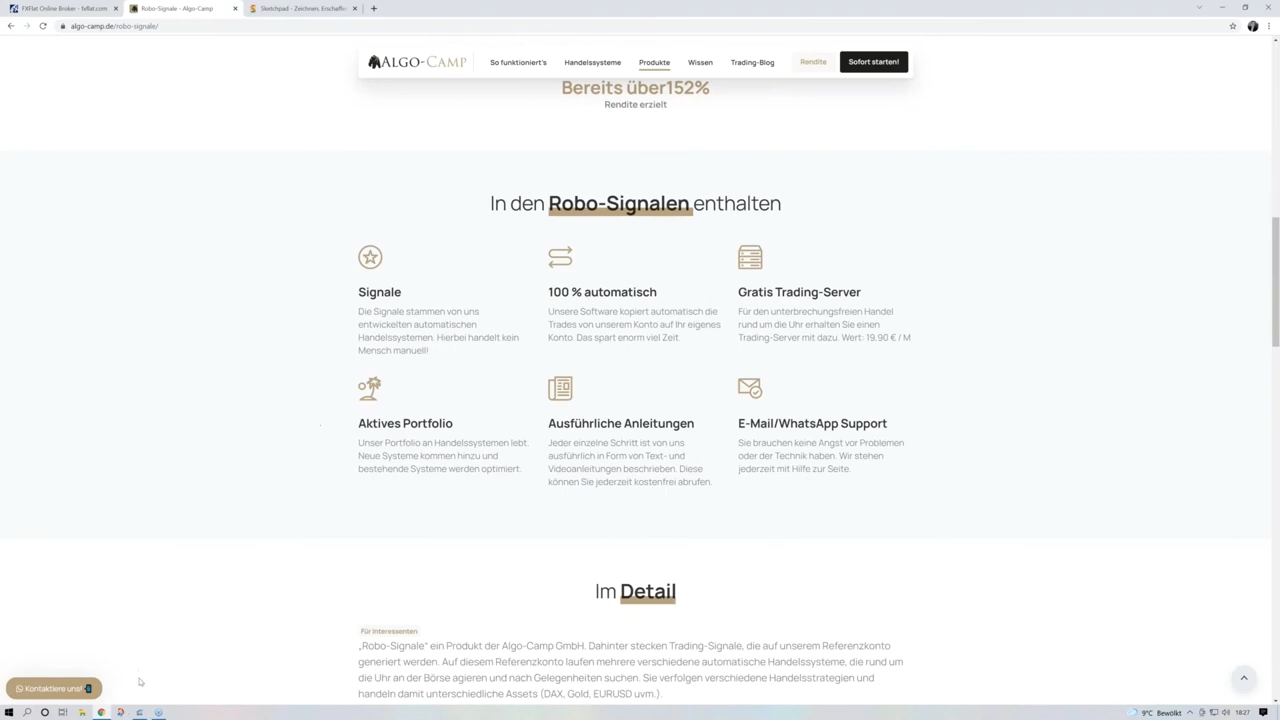 FXFlat Online Broker - fxflat.com
Robo-Signale - Algo-Camp
Sketchpad - Zeichnen, Erschaffe
algo-camp.de/robo-signale/
ALGO-CAMP
So funktioniert's
Handelssysteme
Produkte
Wissen
Trading-Blog
Rendite
Sofort starten!
Bereits über152%
Rendite erzielt
In den Robo-Signalen enthalten
Signale
Die Signale stammen von uns
entwickelten automatischen
Handelssystemen. Hierbei handelt kein
Mensch manuell!
100 % automatisch
Unsere Software kopiert automatisch die
Trades von unserem Konto auf Ihr eigenes
Konto. Das spart enorm viel Zeit.
Gratis Trading-Server
Für den unterbrechungsfreien Handel
rund um die Uhr erhalten Sie einen
Trading-Server mit dazu. Wert: 19,90 € / M
Aktives Portfolio
Unser Portfolio an Handelssystemen lebt.
Neue Systeme kommen hinzu und
bestehende Systeme werden optimiert.
Ausführliche Anleitungen
Jeder einzelne Schritt ist von uns
ausführlich in Form von Text- und
Videoanleitungen beschrieben. Diese
können Sie jederzeit kostenfrei abrufen.
E-Mail/WhatsApp Support
Sie brauchen keine Angst vor Problemen
oder der Technik haben. Wir stehen
jederzeit mit Hilfe zur Seite.
Im Detail
Für Interessenten
„Robo-Signale“ ein Produkt der Algo-Camp GmbH. Dahinter stecken Trading-Signale, die auf unserem Referenzkonto
generiert werden. Auf diesem Referenzkonto laufen mehrere verschiedene automatische Handelssysteme, die rund um
die Uhr an der Börse agieren und nach Gelegenheiten suchen. Sie verfolgen verschiedene Handelsstrategien und
handeln damit unterschiedliche Assets (DAX, Gold, EURUSD uvm.).
Kontaktiere uns!
9°C Bewölkt
18:27